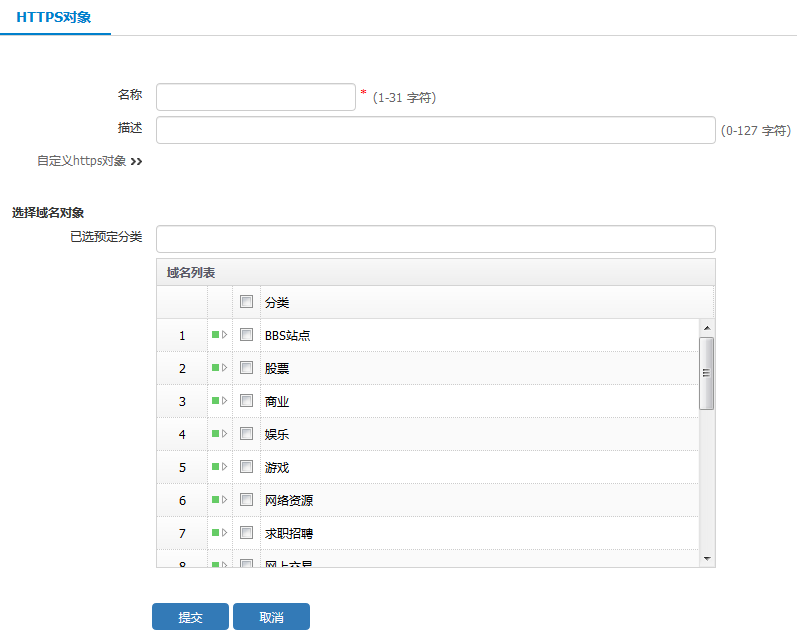 HTTPS对象
名称 * (1-31 字符)
描述 (0-127 字符)
自定义https对象
选择域名对象
已选预定分类
域名列表
分类
1 BBS站点
2 股票
3 商业
4 娱乐
5 游戏
6 网络资源
7 求职招聘
8 网上交易
提交 取消